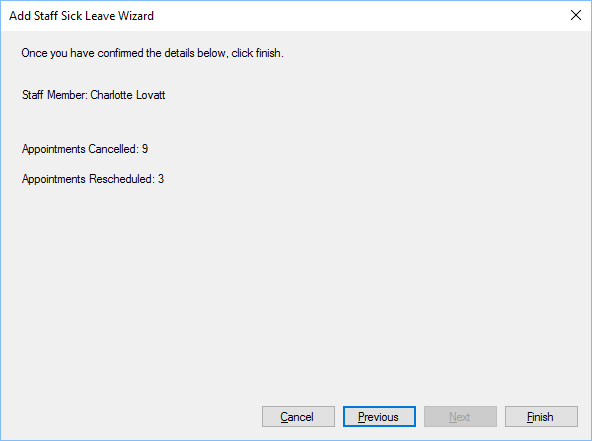 Add Staff Sick Leave Wizard
Once you have confirmed the details below, click finish.
Staff Member: Charlotte Lovatt
Appointments Cancelled: 9
Appointments Rescheduled: 3
Cancel Previous Next Finish